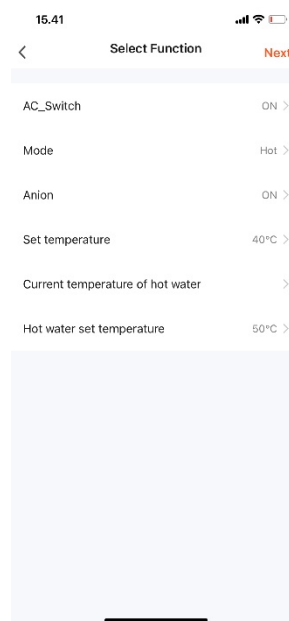 15.41
Select Function
Next
AC_Switch ON
Mode Hot
Anion ON
Set temperature 40°C
Current temperature of hot water
Hot water set temperature 50°C